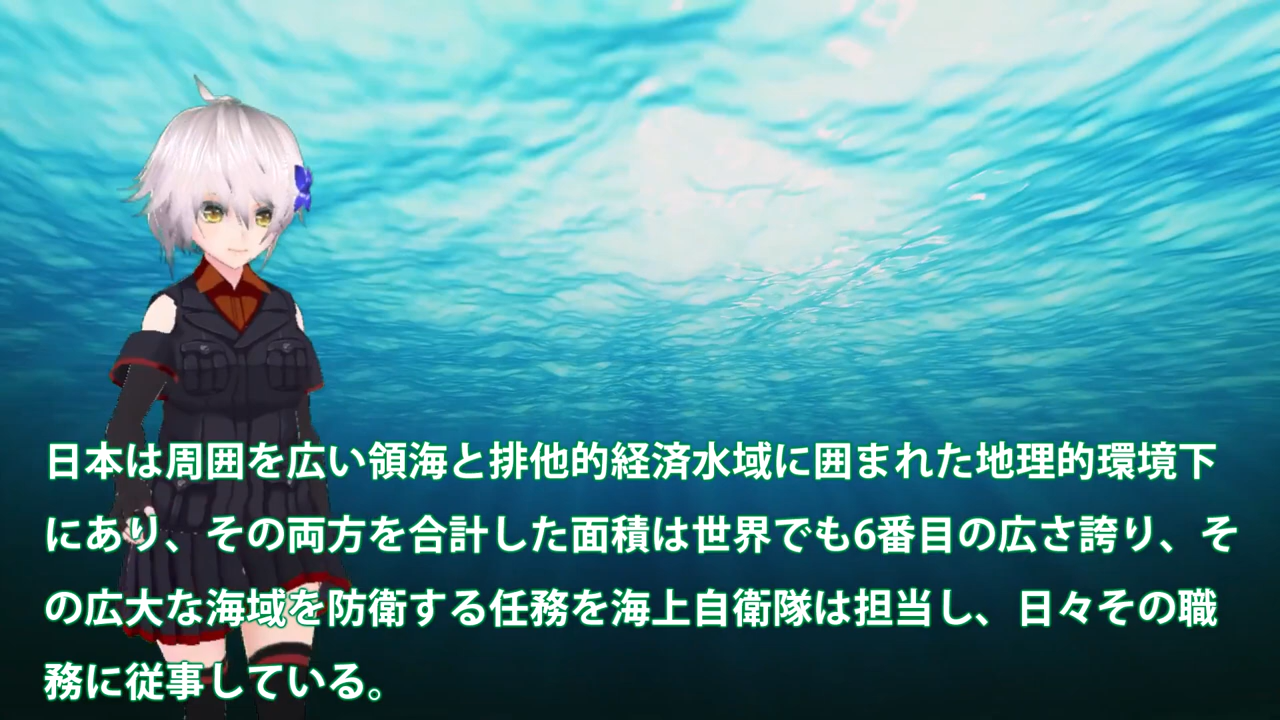 日本は周囲を広い領海と排他的経済水域に囲まれた地理的環境下
にあり、その両方を合計した面積は世界でも6番目の広さ誇り、そ
の広大な海域を防衛する任務を海上自衛隊は担当し、日々その職
務に従事している。